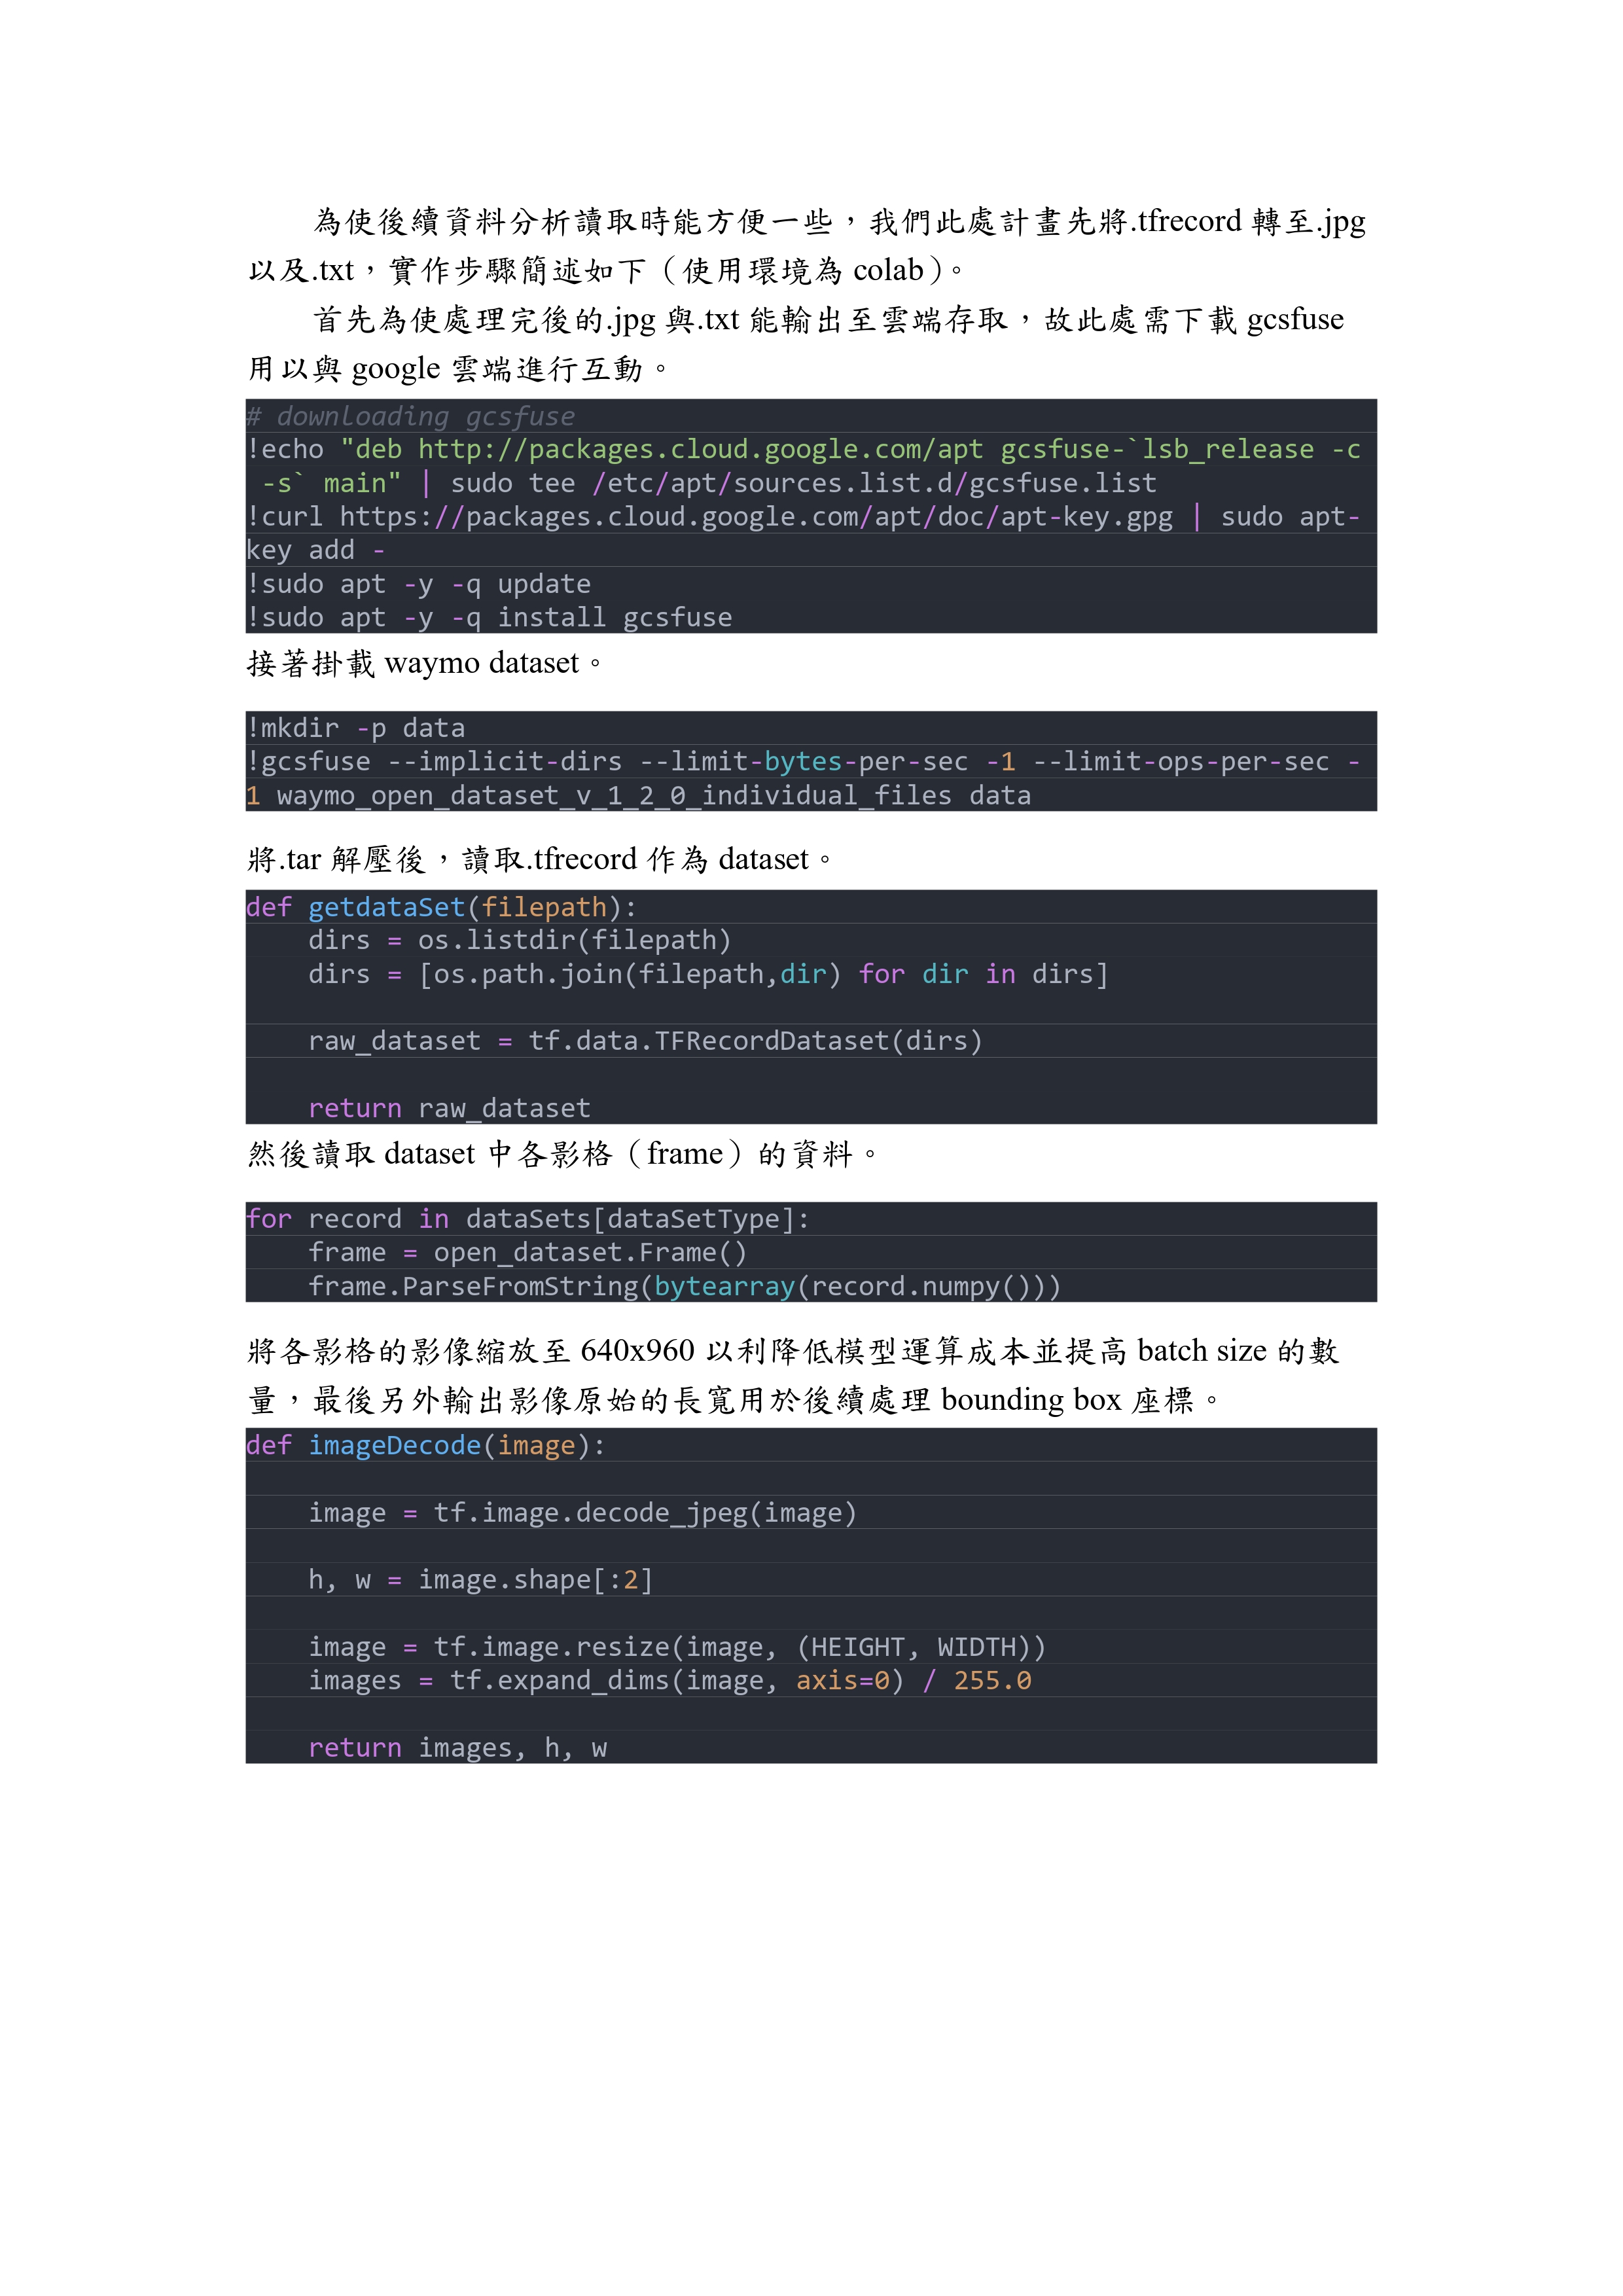 為使後續資料分析讀取時能方便一些，我們此處計畫先將.tfrecord 轉至.jpg
以及.txt，實作步驟簡述如下（使用環境為 colab）。
首先為使處理完後的.jpg 與.txt 能輸出至雲端存取，故此處需下載 gcsfuse
用以與 google 雲端進行互動。
# downloading gcsfuse
!echo "deb http://packages.cloud.google.com/apt gcsfuse-`lsb_release -c
 -s` main" | sudo tee /etc/apt/sources.list.d/gcsfuse.list
!curl https://packages.cloud.google.com/apt/doc/apt-key.gpg | sudo apt-
key add -
!sudo apt -y -q update
!sudo apt -y -q install gcsfuse
接著掛載 waymo dataset。
!mkdir -p data
!gcsfuse --implicit-dirs --limit-bytes-per-sec -1 --limit-ops-per-sec -
1 waymo_open_dataset_v_1_2_0_individual_files data
將.tar 解壓後，讀取.tfrecord 作為 dataset。
def getdataSet(filepath):
    dirs = os.listdir(filepath)
    dirs = [os.path.join(filepath,dir) for dir in dirs]
    raw_dataset = tf.data.TFRecordDataset(dirs)
    return raw_dataset
然後讀取 dataset 中各影格（frame）的資料。
for record in dataSets[dataSetType]:
    frame = open_dataset.Frame()
    frame.ParseFromString(bytearray(record.numpy()))
將各影格的影像縮放至 640x960 以利降低模型運算成本並提高 batch size 的數
量，最後另外輸出影像原始的長寬用於後續處理 bounding box 座標。
def imageDecode(image):
    image = tf.image.decode_jpeg(image)
    h, w = image.shape[:2]
    image = tf.image.resize(image, (HEIGHT, WIDTH))
    images = tf.expand_dims(image, axis=0) / 255.0
    return images, h, w